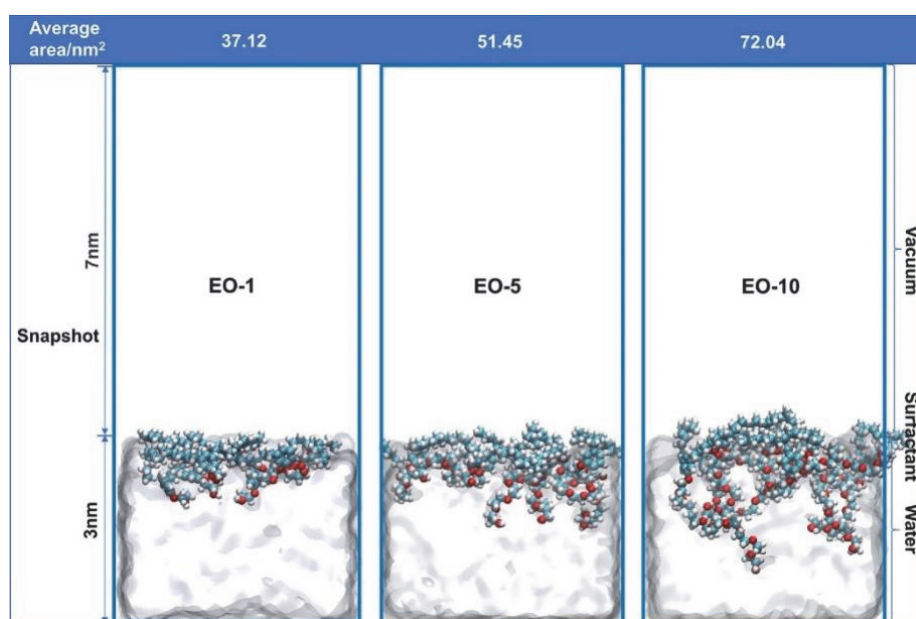 Average
area/nm²
37.12
51.45
72.04
7nm
EO-1
EO-5
EO-10
Vacuum
Snapshot
Surfactant
3nm
Water